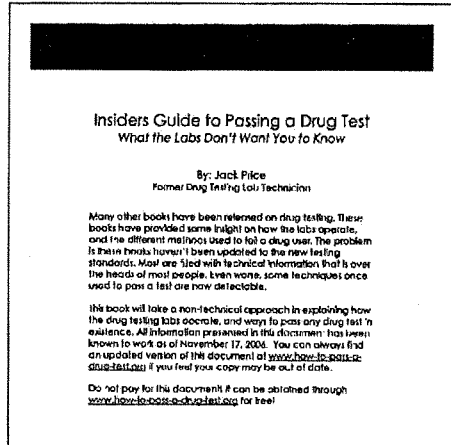 Insiders Guide to Passing a Drug Test
What the Labs Don't Want You to Know
By: Jack Price
Former Drug Testing Lab Technician
Many other books have been released on drug testing. These
books have provided some insight on how the labs operate,
and the different methods used to foil a drug user. The problem
is these books haven't been updated to the new testing
standards. Most are filled with technical information that is over
the heads of most people. Even worse, some techniques once
used to pass a test are now detectable.
This book will take a non-technical approach in explaining how
the drug testing labs operate, and ways to pass any drug test in
existence. All information presented in this document has been
known to work as of November 17, 2006. You can always find
an updated version of this document at www.how-to-pass-a-
drug-test.org if you feel your copy may be out of date.
Do not pay for this document! It can be obtained through
www.how-to-pass-a-drug-test.org for free!